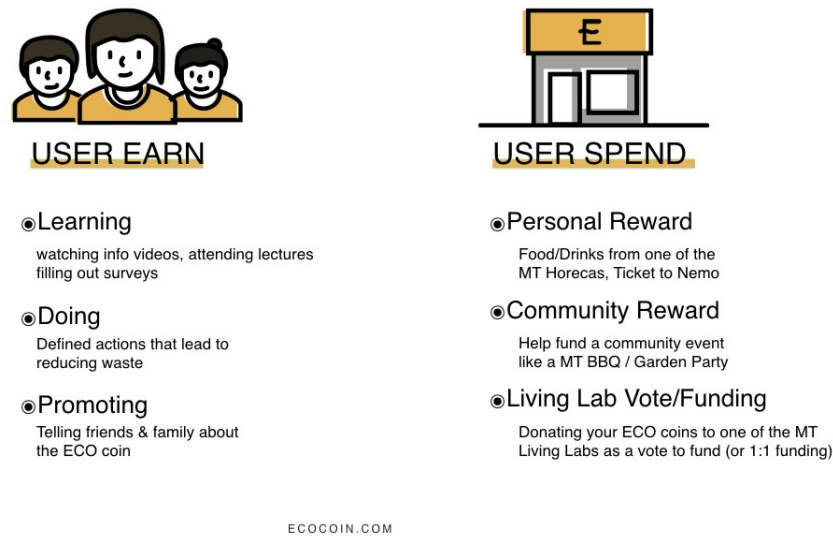 E
USER EARN
Learning
watching info videos, attending lectures
filling out surveys
Doing
Defined actions that lead to
reducing waste
Promoting
Telling friends & family about
the ECO coin
USER SPEND
Personal Reward
Food/Drinks from one of the
MT Horecas, Ticket to Nemo
Community Reward
Help fund a community event
like a MT BBQ / Garden Party
Living Lab Vote/Funding
Donating your ECO coins to one of the MT
Living Labs as a vote to fund (or 1:1 funding)
ECOCOIN.COM